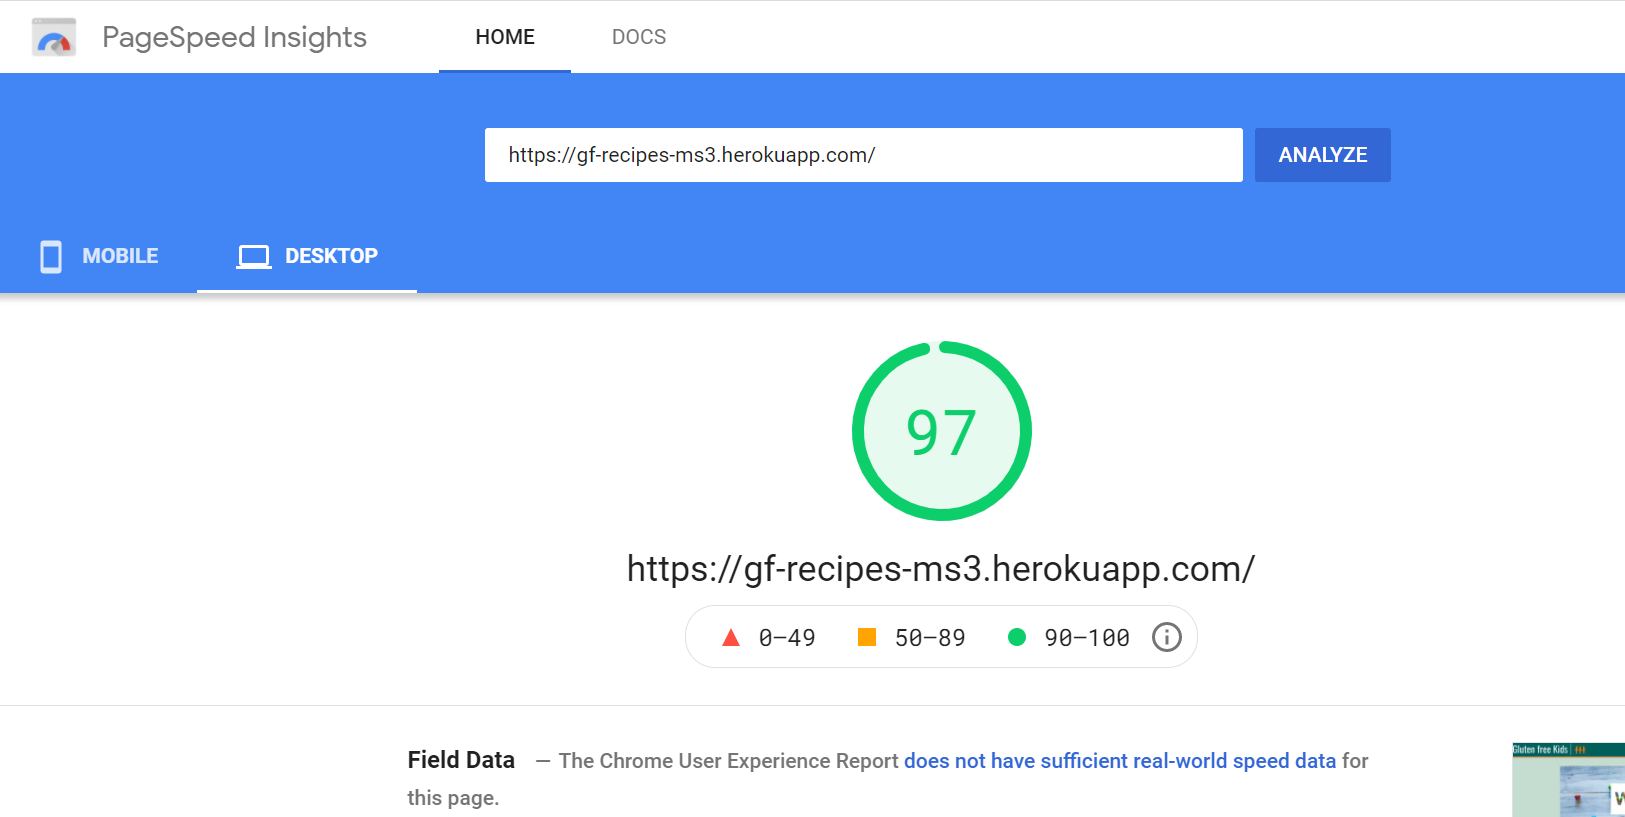 PageSpeed Insights HOME DOCS
https://gf-recipes-ms3.herokuapp.com/ ANALYZE
MOBILE DESKTOP
97
https://gf-recipes-ms3.herokuapp.com/
0–49 50–89 90–100
Field Data — The Chrome User Experience Report does not have sufficient real-world speed data for
this page.
Gluten free Kids